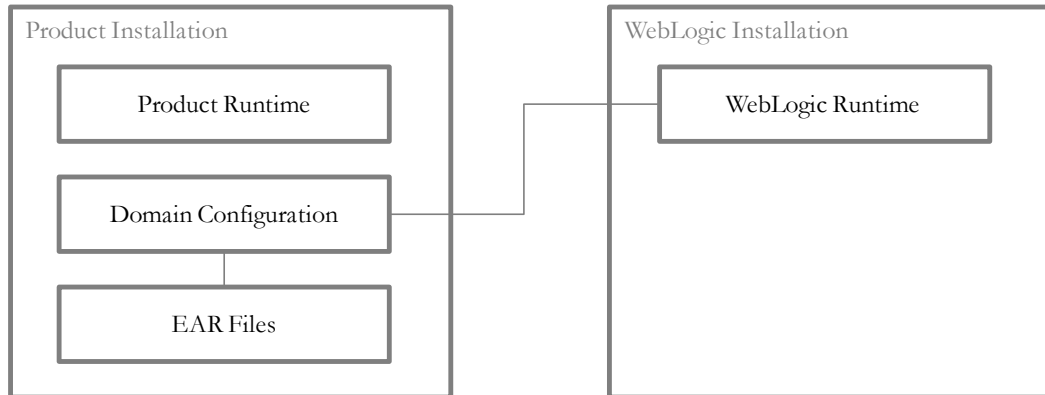 Product Installation
Product Runtime
Domain Configuration
EAR Files
WebLogic Installation
WebLogic Runtime